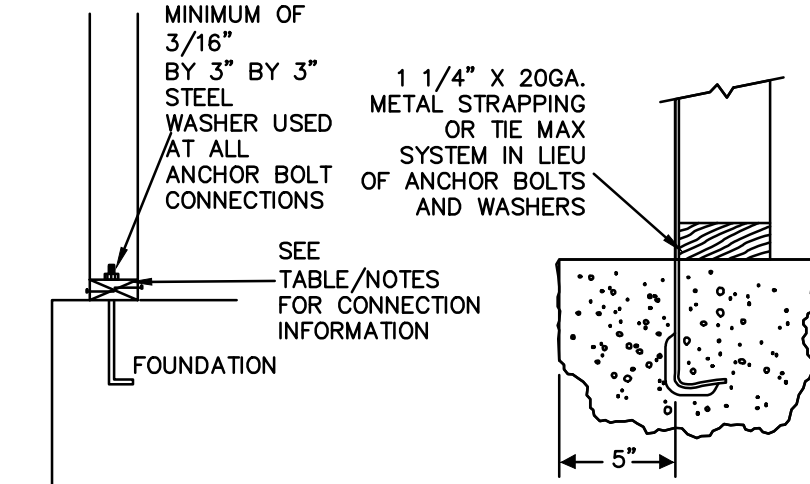 MINIMUM OF
3/16"
BY 3" BY 3"
STEEL
WASHER USED
AT ALL
ANCHOR BOLT
CONNECTIONS
SEE
TABLE/NOTES
FOR CONNECTION
INFORMATION
FOUNDATION
1 1/4" X 20GA.
METAL STRAPPING
OR TIE MAX
SYSTEM IN LIEU
OF ANCHOR BOLTS
AND WASHERS
5"